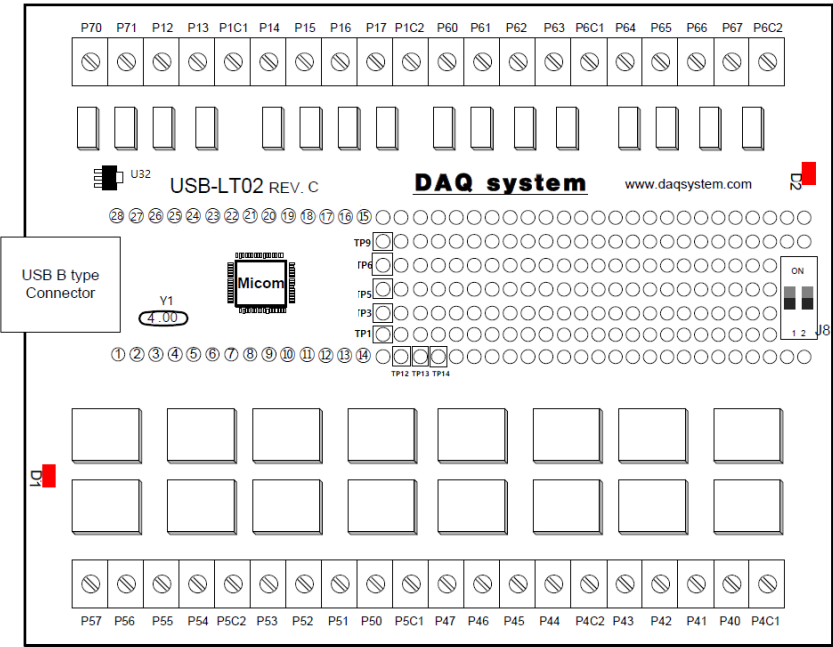 P70 P71 P12 P13 P1C1 P14 P15 P16 P17 P1C2 P60 P61 P62 P63 P6C1 P64 P65 P66 P67 P6C2
U32
USB-LT02 REV. C
DAQ system
www.daqsystem.com
D2
28 27 26 25 24 23 22 21 20 19 18 17 16 15
TP9
TP6
TP5
TP3
TP1
USB B type
Connector
Micom
Y1
4.00
ON
1 2
J8
1 2 3 4 5 6 7 8 9 10 11 12 13 14
TP12 TP13 TP14
D1
P57 P56 P55 P54 P5C2 P53 P52 P51 P50 P5C1 P47 P46 P45 P44 P4C2 P43 P42 P41 P40 P4C1